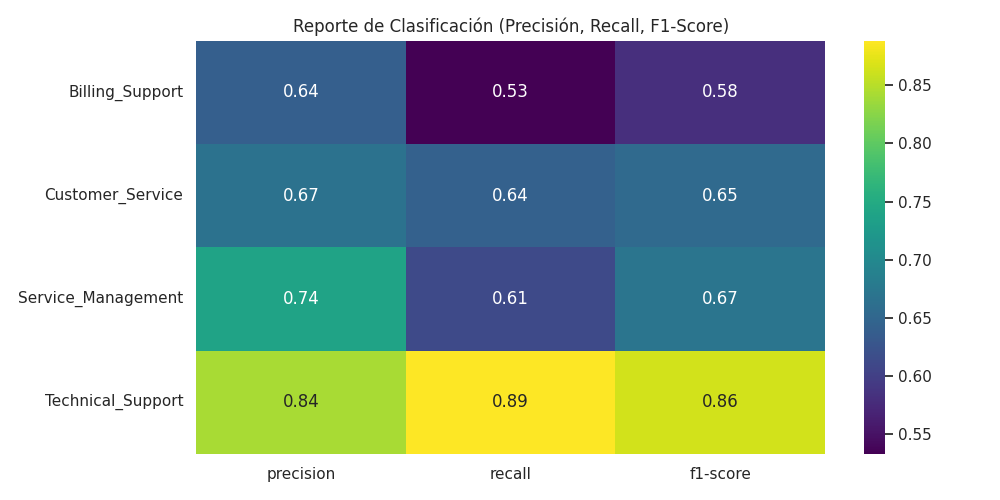 Reporte de Clasificación (Precisión, Recall, F1-Score)
Billing_Support 0.64 0.53 0.58
Customer_Service 0.67 0.64 0.65
Service_Management 0.74 0.61 0.67
Technical_Support 0.84 0.89 0.86
precision recall f1-score
0.85
0.80
0.75
0.70
0.65
0.60
0.55